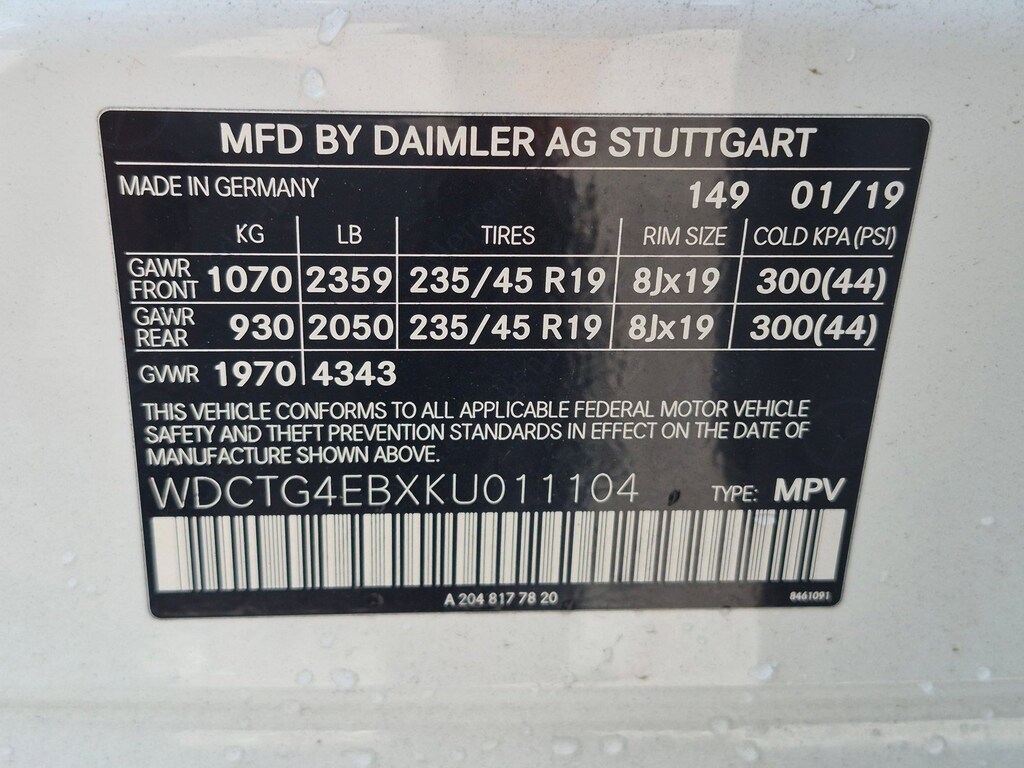 MFD BY DAIMLER AG STUTTGART
MADE IN GERMANY 149 01/19
KG LB TIRES RIM SIZE COLD KPA (PSI)
GAWR FRONT 1070 2359 235/45 R19 8Jx19 300(44)
GAWR REAR 930 2050 235/45 R19 8Jx19 300(44)
GVWR 1970 4343
THIS VEHICLE CONFORMS TO ALL APPLICABLE FEDERAL MOTOR VEHICLE
SAFETY AND THEFT PREVENTION STANDARDS IN EFFECT ON THE DATE OF
MANUFACTURE SHOWN ABOVE.
WDCTG4EBXKU011104 TYPE: MPV
A 204 817 78 20 8461091